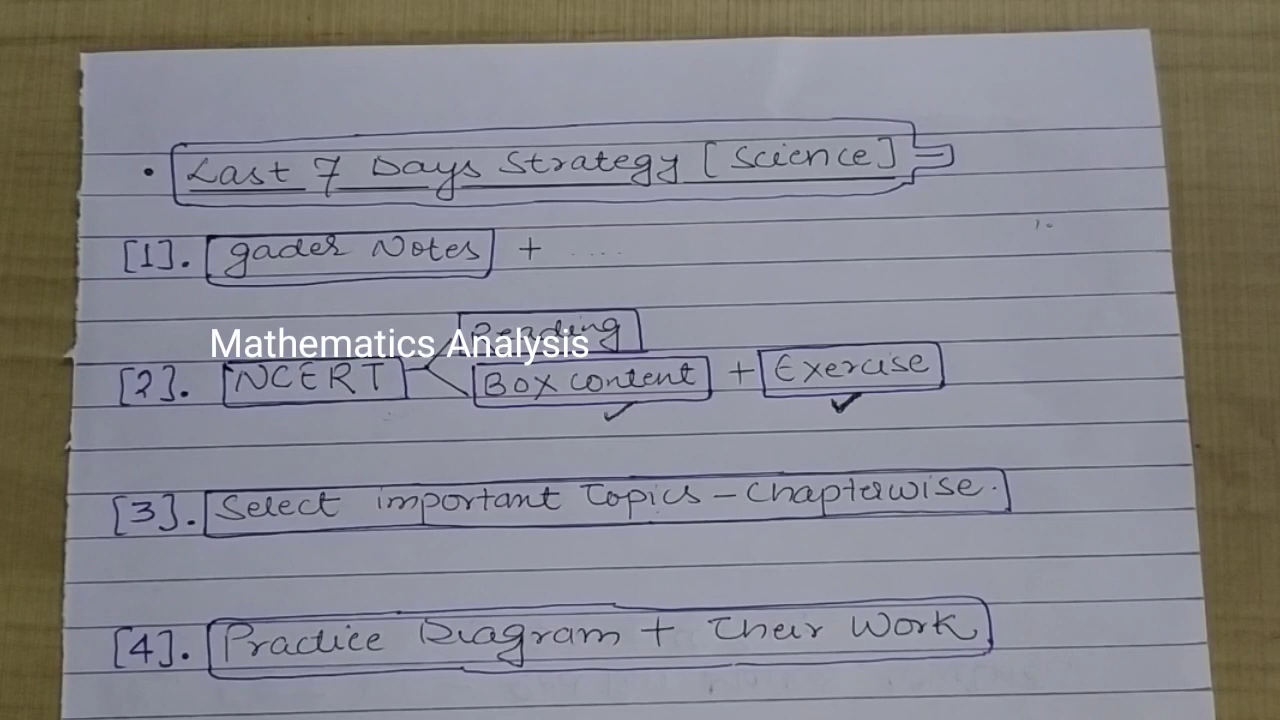 • Last 7 Days Strategy [Science]
[1]. gader Notes + ....
Reading
Mathematics Analysis
[2]. NCERT Box content + Exercise
[3]. Select important Topics - Chapterwise.
[4]. Practice Diagram + Their Work